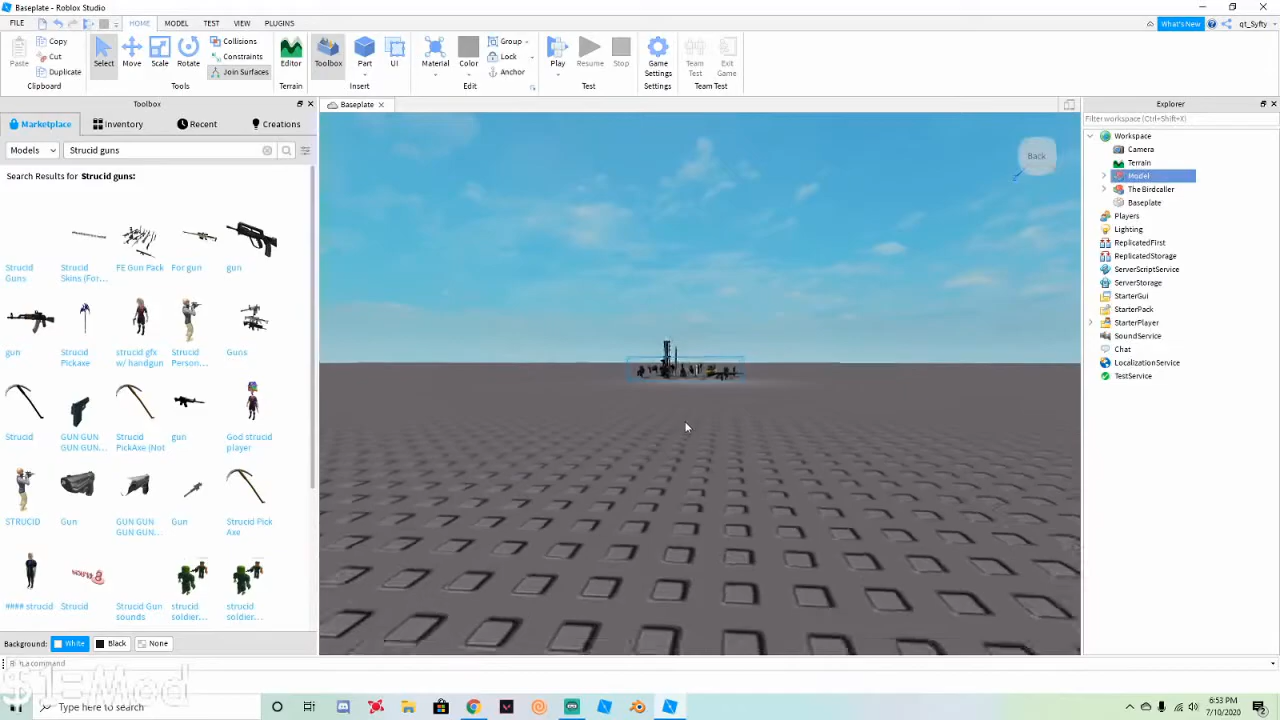 Baseplate - Roblox Studio
FILE HOME MODEL TEST VIEW PLUGINS What's New qt_Syfty
Paste Copy Cut Duplicate Select Move Scale Rotate Collisions Constraints Join Surfaces Editor Toolbox Part UI Material Color Group Lock Anchor Play Resume Stop Game Settings Team Test Exit Game
Clipboard Tools Terrain Insert Edit Test Settings Team Test
Toolbox
Marketplace Inventory Recent Creations
Models Strucid guns
Search Results for Strucid guns:
Strucid Guns
Strucid Skins (For...
FE Gun Pack
For gun
gun
gun
Strucid Pickaxe
strucid gfx w/ handgun
Strucid Person...
Guns
Strucid
GUN GUN GUN GUN...
Strucid PickAxe (Not
gun
God strucid player
STRUCID
Gun
GUN GUN GUN GUN...
Gun
Strucid Pick Axe
#### strucid
Strucid
Strucid Gun sounds
strucid soldier...
strucid soldier...
Background: White Black None
Baseplate
Back
Explorer
Filter workspace (Ctrl+Shift+X)
Workspace
Camera
Terrain
Model
The Birdcaller
Baseplate
Players
Lighting
ReplicatedFirst
ReplicatedStorage
ServerScriptService
ServerStorage
StarterGui
StarterPack
StarterPlayer
SoundService
Chat
LocalizationService
TestService
a command
Type here to search
6:53 PM
7/10/2020